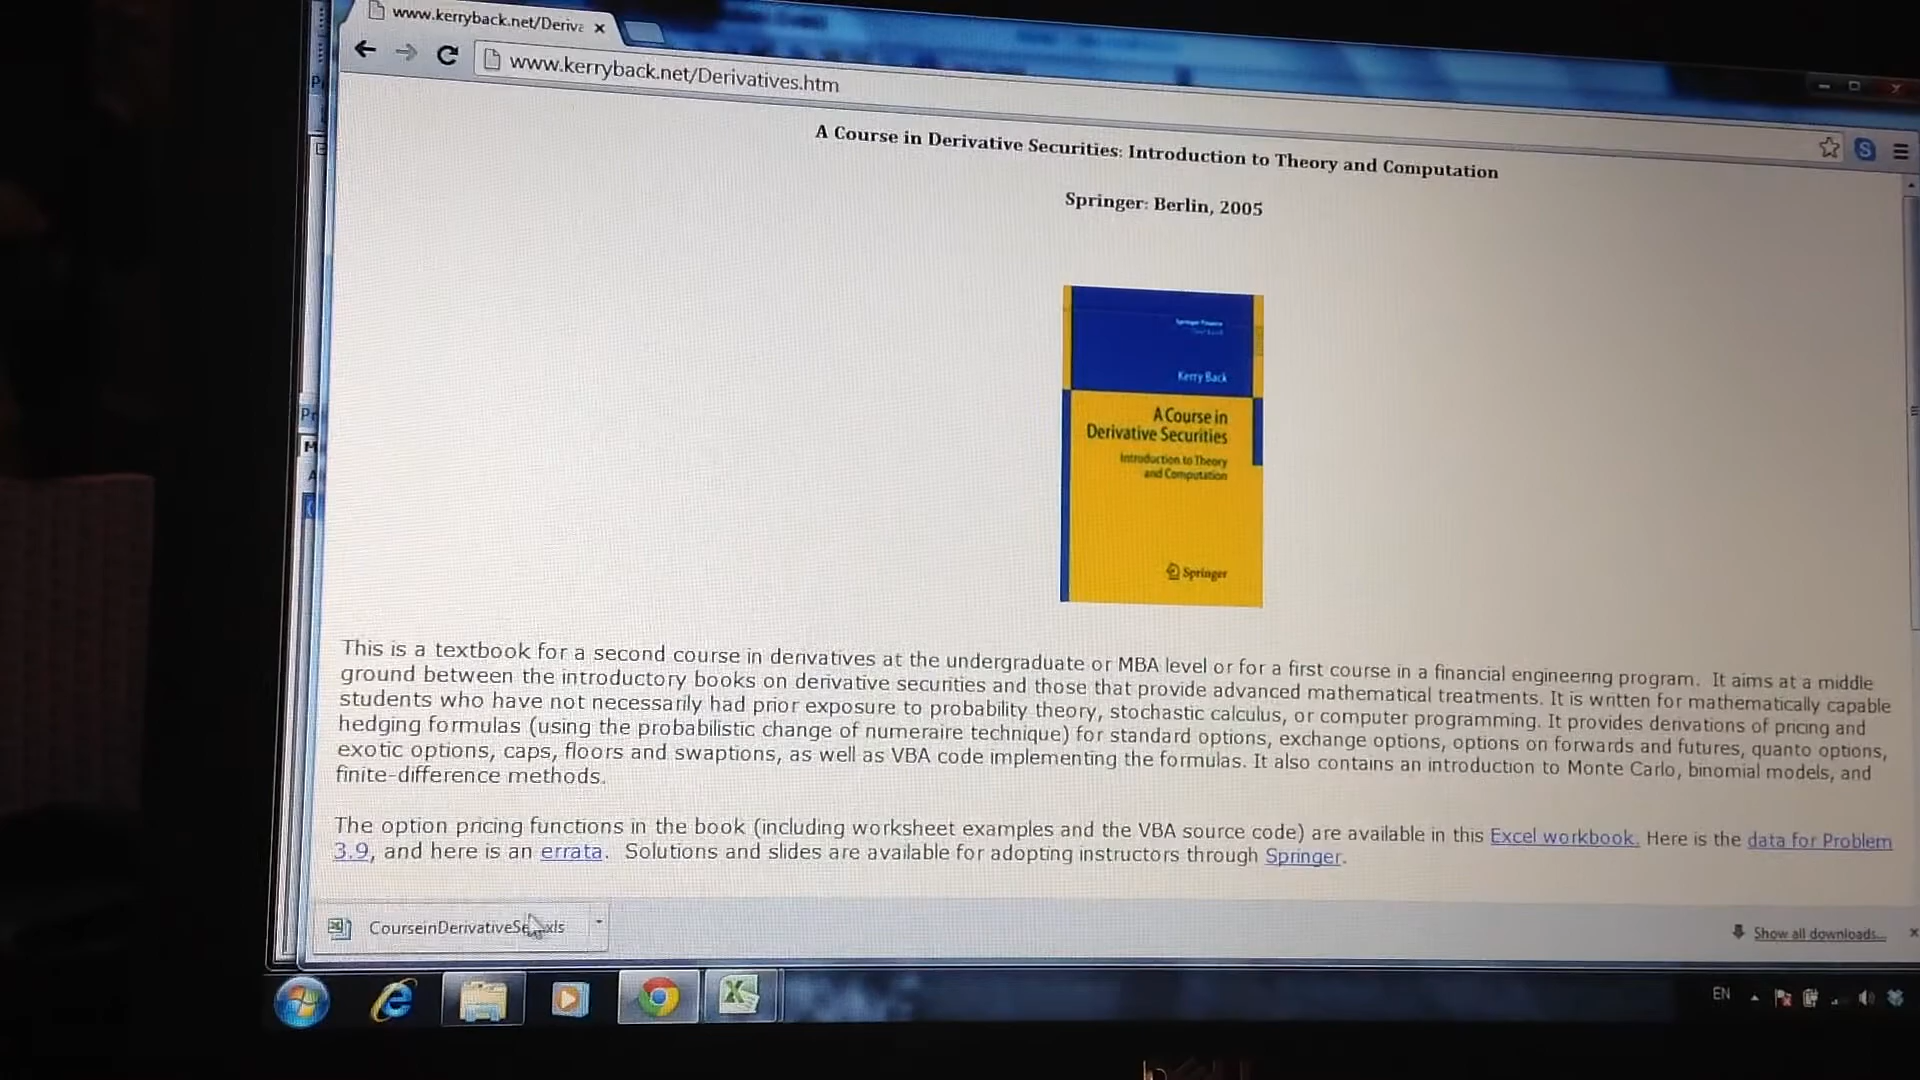 www.kerryback.net/Deriva
www.kerryback.net/Derivatives.htm
A Course in Derivative Securities: Introduction to Theory and Computation
Springer: Berlin, 2005
Springer Finance
Kerry Back
A Course in
Derivative Securities
Introduction to Theory
and Computation
Springer
This is a textbook for a second course in derivatives at the undergraduate or MBA level or for a first course in a financial engineering program. It aims at a middle
ground between the introductory books on derivative securities and those that provide advanced mathematical treatments. It is written for mathematically capable
students who have not necessarily had prior exposure to probability theory, stochastic calculus, or computer programming. It provides derivations of pricing and
hedging formulas (using the probabilistic change of numeraire technique) for standard options, exchange options, options on forwards and futures, quanto options,
exotic options, caps, floors and swaptions, as well as VBA code implementing the formulas. It also contains an introduction to Monte Carlo, binomial models, and
finite-difference methods.
The option pricing functions in the book (including worksheet examples and the VBA source code) are available in this Excel workbook. Here is the data for Problem
3.9, and here is an errata. Solutions and slides are available for adopting instructors through Springer.
CourseinDerivativeSe....xls
Show all downloads...
EN